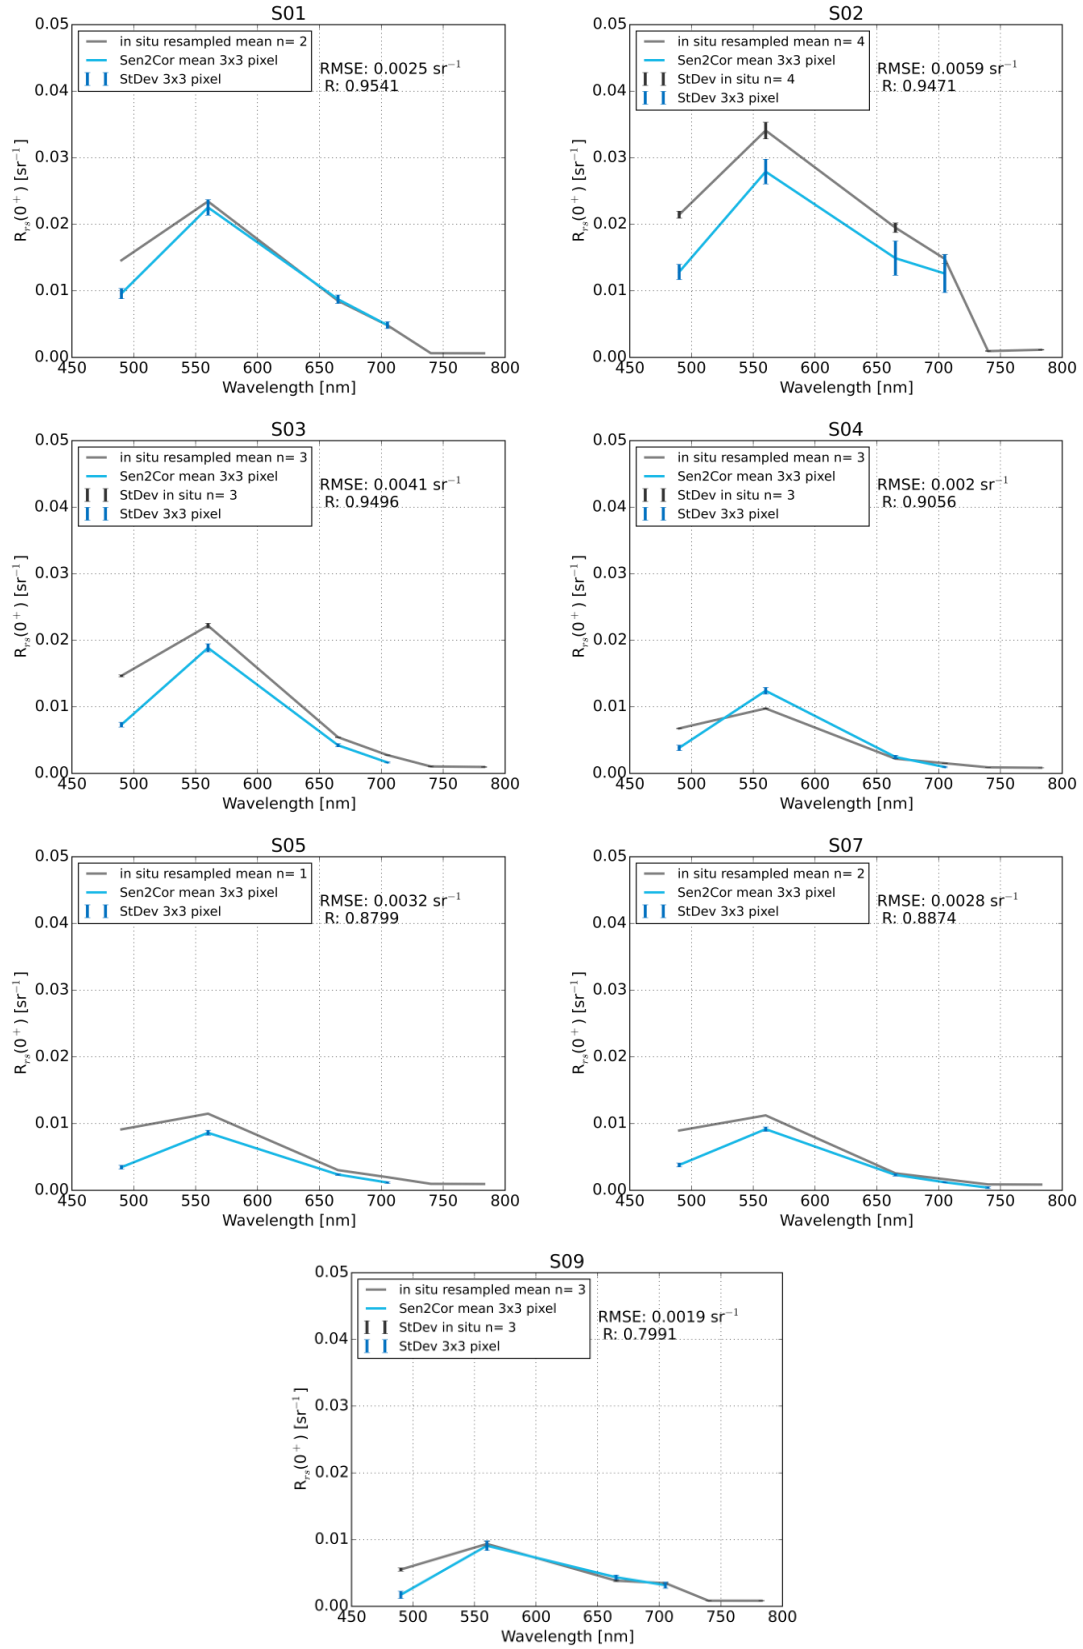 S01
in situ resampled mean n= 2
Sen2Cor mean 3x3 pixel
StDev 3x3 pixel
RMSE: 0.0025 sr⁻¹
R: 0.9541
0.05
0.04
0.03
0.02
0.01
0.00
R_rs(0⁺) [sr⁻¹]
450 500 550 600 650 700 750 800
Wavelength [nm]
S02
in situ resampled mean n= 4
Sen2Cor mean 3x3 pixel
StDev in situ n= 4
StDev 3x3 pixel
RMSE: 0.0059 sr⁻¹
R: 0.9471
0.05
0.04
0.03
0.02
0.01
0.00
R_rs(0⁺) [sr⁻¹]
450 500 550 600 650 700 750 800
Wavelength [nm]
S03
in situ resampled mean n= 3
Sen2Cor mean 3x3 pixel
StDev in situ n= 3
StDev 3x3 pixel
RMSE: 0.0041 sr⁻¹
R: 0.9496
0.05
0.04
0.03
0.02
0.01
0.00
R_rs(0⁺) [sr⁻¹]
450 500 550 600 650 700 750 800
Wavelength [nm]
S04
in situ resampled mean n= 3
Sen2Cor mean 3x3 pixel
StDev in situ n= 3
StDev 3x3 pixel
RMSE: 0.002 sr⁻¹
R: 0.9056
0.05
0.04
0.03
0.02
0.01
0.00
R_rs(0⁺) [sr⁻¹]
450 500 550 600 650 700 750 800
Wavelength [nm]
S05
in situ resampled mean n= 1
Sen2Cor mean 3x3 pixel
StDev 3x3 pixel
RMSE: 0.0032 sr⁻¹
R: 0.8799
0.05
0.04
0.03
0.02
0.01
0.00
R_rs(0⁺) [sr⁻¹]
450 500 550 600 650 700 750 800
Wavelength [nm]
S07
in situ resampled mean n= 2
Sen2Cor mean 3x3 pixel
StDev 3x3 pixel
RMSE: 0.0028 sr⁻¹
R: 0.8874
0.05
0.04
0.03
0.02
0.01
0.00
R_rs(0⁺) [sr⁻¹]
450 500 550 600 650 700 750 800
Wavelength [nm]
S09
in situ resampled mean n= 3
Sen2Cor mean 3x3 pixel
StDev in situ n= 3
StDev 3x3 pixel
RMSE: 0.0019 sr⁻¹
R: 0.7991
0.05
0.04
0.03
0.02
0.01
0.00
R_rs(0⁺) [sr⁻¹]
450 500 550 600 650 700 750 800
Wavelength [nm]